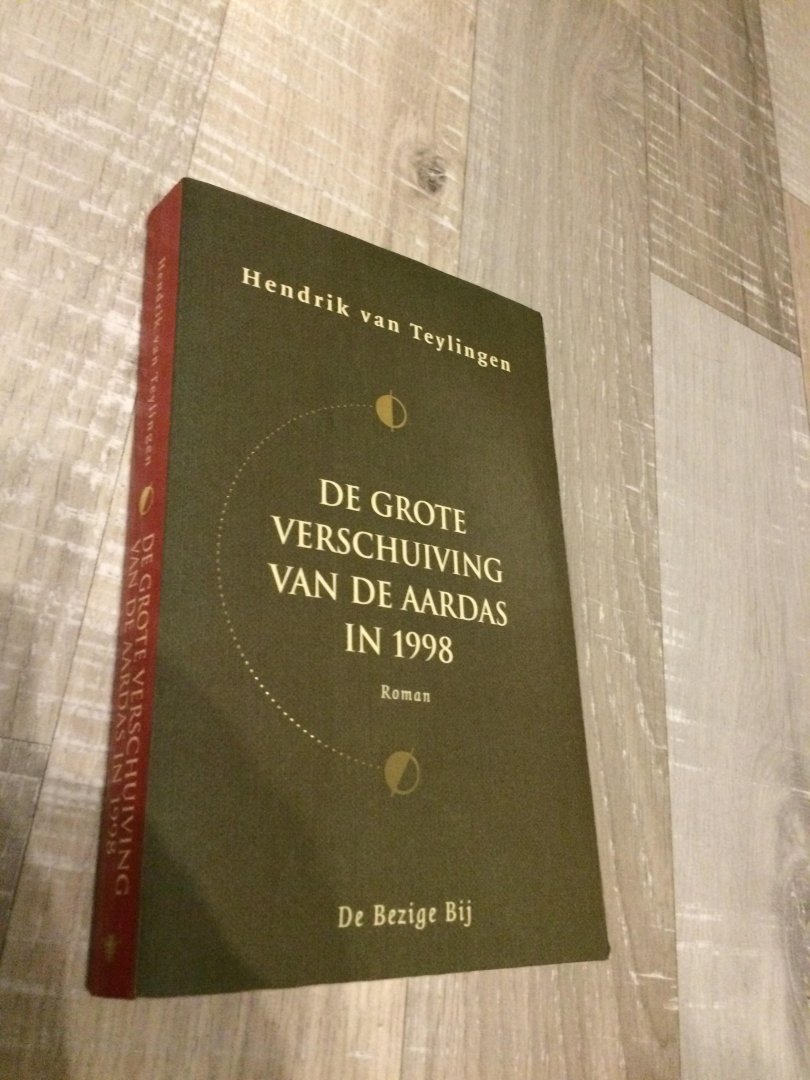 Hendrik van Teylingen
DE GROTE
VERSCHUIVING
VAN DE AARDAS
IN 1998
Roman
De Bezige Bij
Hendrik van Teylingen
DE GROTE VERSCHUIVING
VAN DE AARDAS IN 1998